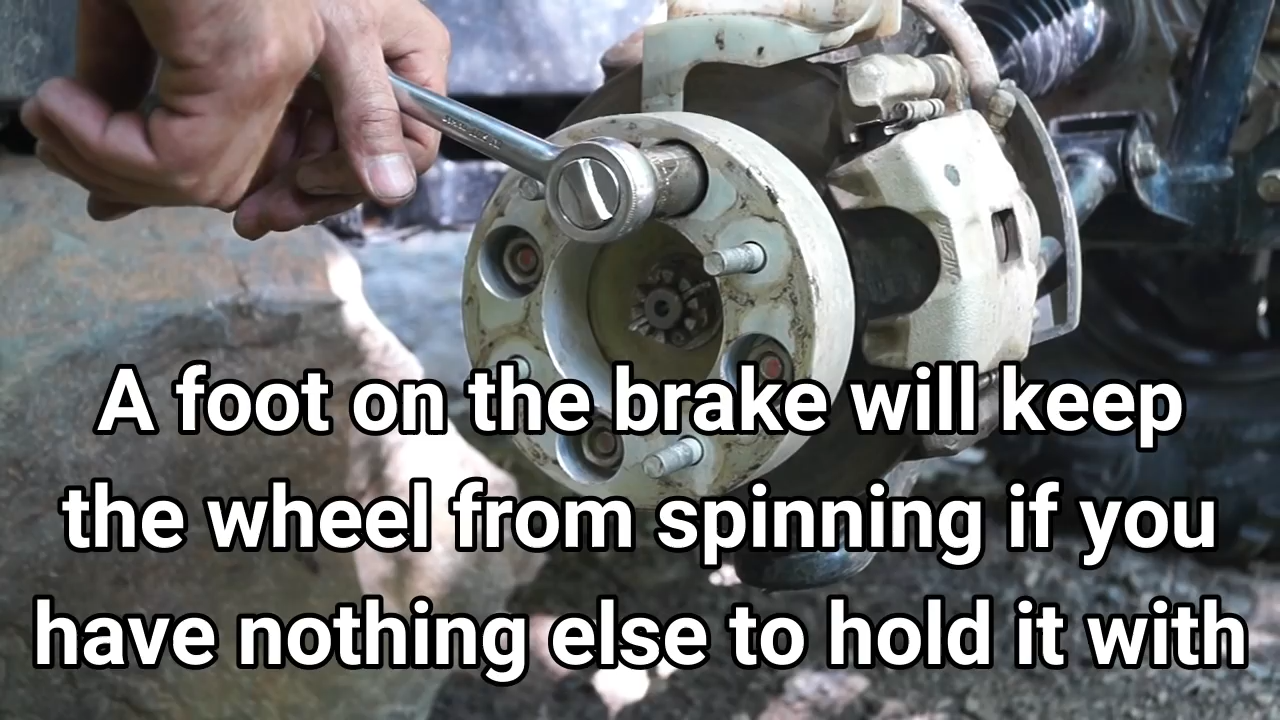 A foot on the brake will keep
the wheel from spinning if you
have nothing else to hold it with